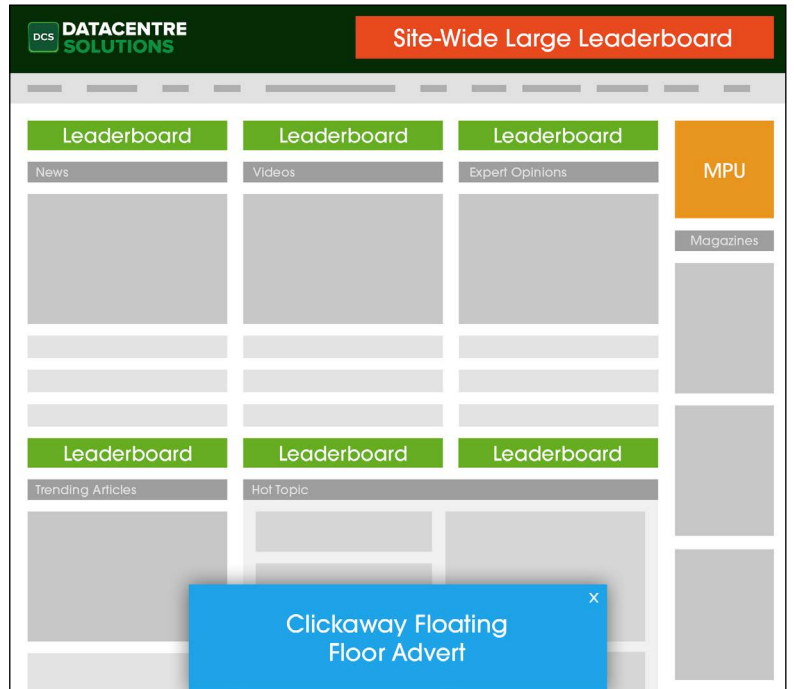 DCS
DATACENTRE
SOLUTIONS
Site-Wide Large Leaderboard
Leaderboard
Leaderboard
Leaderboard
MPU
News
Videos
Expert Opinions
Magazines
Leaderboard
Leaderboard
Leaderboard
Trending Articles
Hot Topic
X
Clickaway Floating
Floor Advert